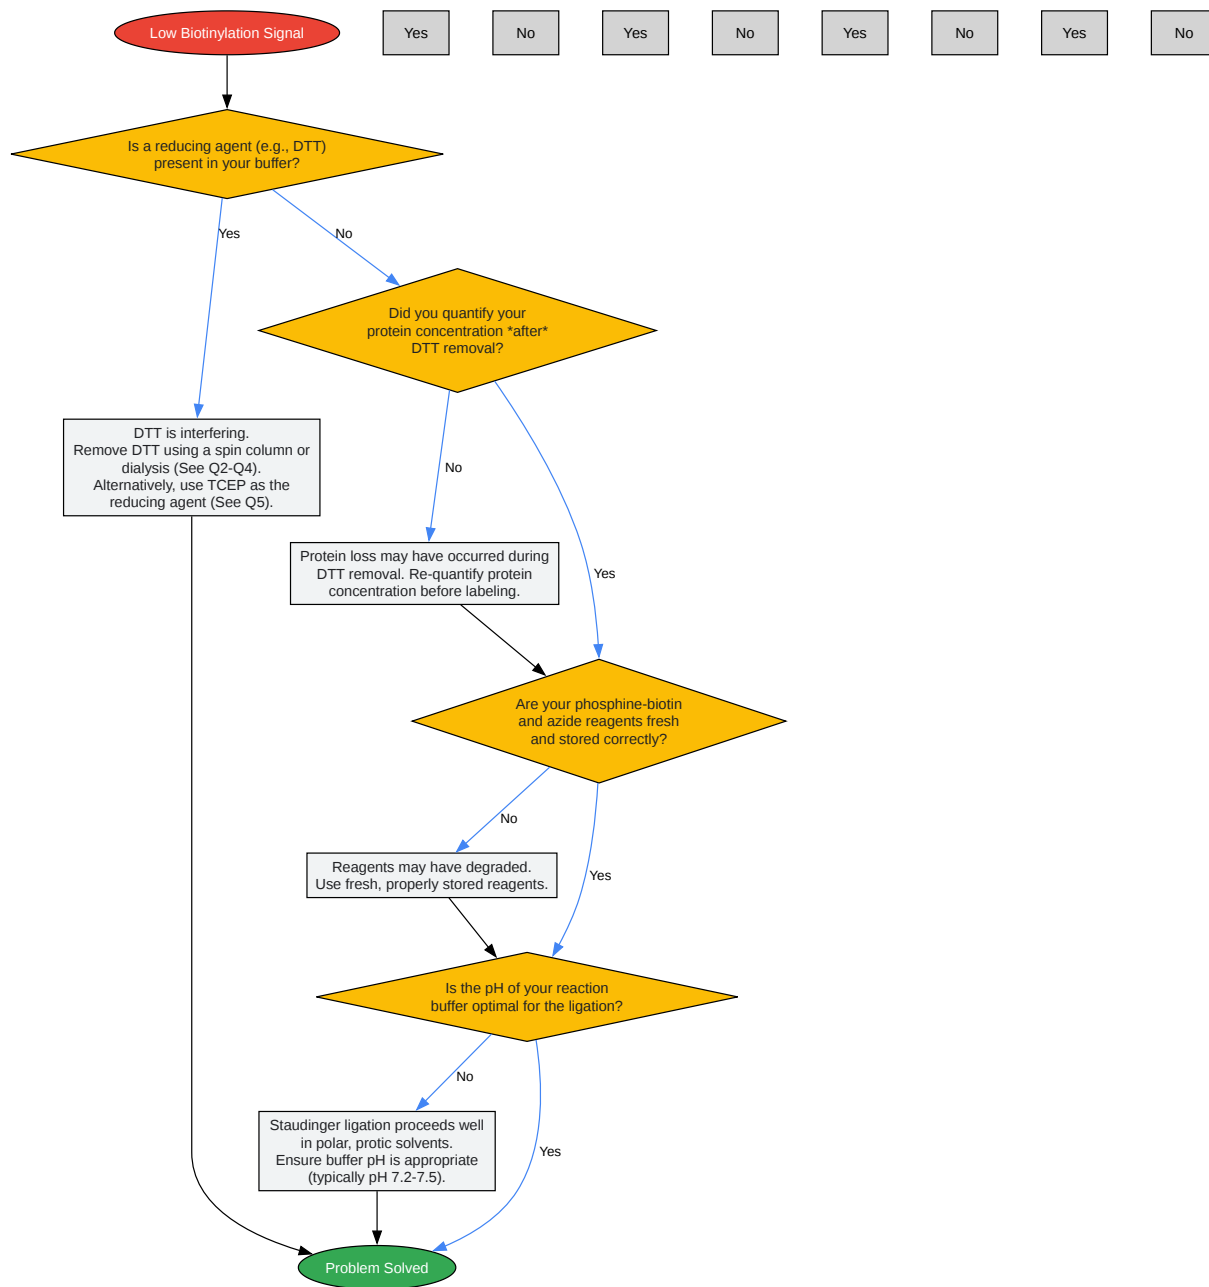 Low Biotinylation Signal
Yes
No
Yes
No
Yes
No
Yes
No
Is a reducing agent (e.g., DTT)
present in your buffer?
Yes
No
Did you quantify your
protein concentration *after*
DTT removal?
DTT is interfering.
Remove DTT using a spin column or
dialysis (See Q2-Q4).
Alternatively, use TCEP as the
reducing agent (See Q5).
No
Yes
Protein loss may have occurred during
DTT removal. Re-quantify protein
concentration before labeling.
Are your phosphine-biotin
and azide reagents fresh
and stored correctly?
No
Yes
Reagents may have degraded.
Use fresh, properly stored reagents.
Is the pH of your reaction
buffer optimal for the ligation?
No
Yes
Staudinger ligation proceeds well
in polar, protic solvents.
Ensure buffer pH is appropriate
(typically pH 7.2-7.5).
Problem Solved